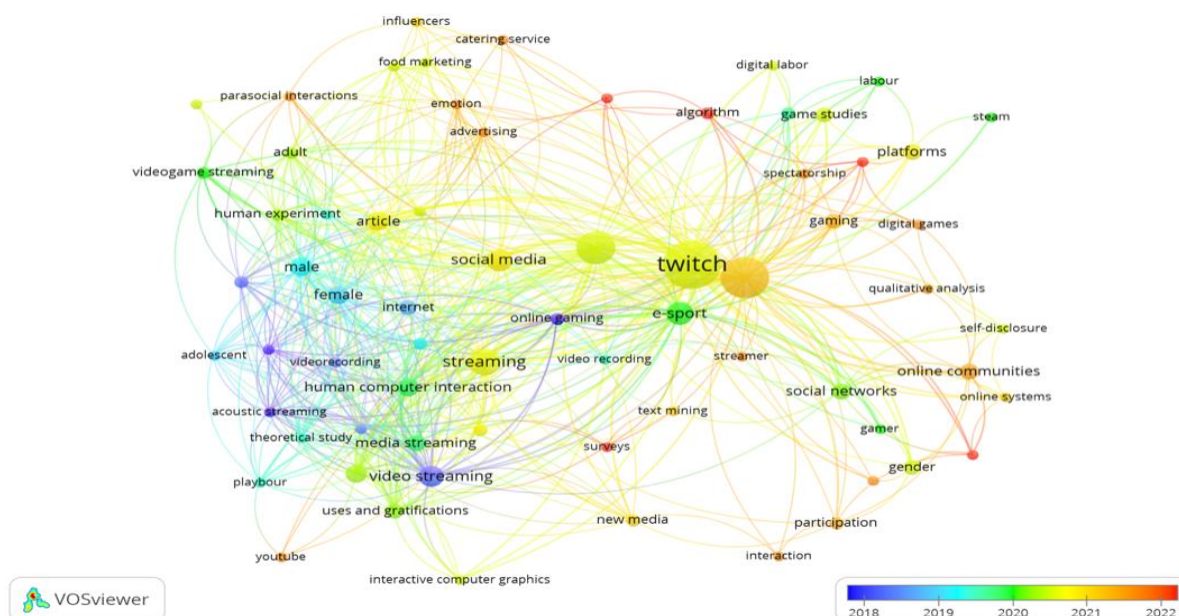 influencers
catering service
food marketing
digital labor
labour
parasocial interactions
emotion
algorithm
game studies
steam
advertising
adult
platforms
videogame streaming
spectatorship
human experiment
article
gaming
digital games
social media
twitch
male
qualitative analysis
female
internet
online gaming
e-sport
self-disclosure
adolescent
videorecording
streaming
video recording
streamer
online communities
human computer interaction
social networks
online systems
acoustic streaming
text mining
gamer
theoretical study
media streaming
surveys
gender
playbour
video streaming
uses and gratifications
new media
participation
youtube
interaction
interactive computer graphics
VOSviewer
2018 2019 2020 2021 2022